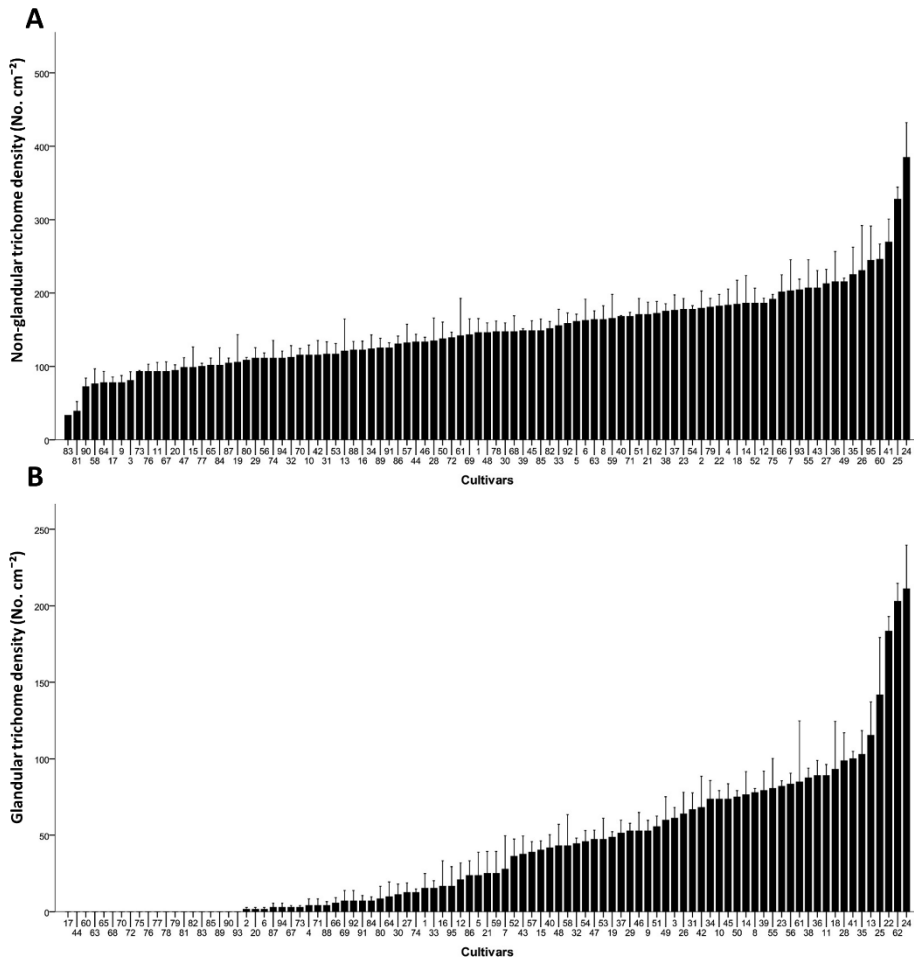 A
Non-glandular trichome density (No. cm⁻²)
500
400
300
200
100
0
83 90 64 9 73 11 20 15 65 87 80 56 94 70 42 53 88 34 91 57 46 50 61 1 78 68 45 82 92 6 8 40 51 62 37 54 79 4 14 12 66 93 43 36 35 95 41 24
81 58 17 3 76 67 47 77 84 19 29 74 32 10 31 13 16 89 86 44 28 72 69 48 30 39 85 33 5 63 59 71 21 38 23 2 22 18 52 75 7 55 27 49 26 60 25
Cultivars
B
Glandular trichome density (No. cm⁻²)
250
200
150
100
50
0
17 60 65 70 75 77 79 82 85 90 2 6 87 73 71 66 92 84 64 27 1 16 12 5 59 52 57 40 58 54 53 37 46 24 3 31 34 45 14 39 23 61 36 18 41 13 22 24
44 63 68 72 76 78 81 83 89 93 20 87 67 4 88 69 91 80 30 74 33 95 86 21 7 43 15 48 32 47 19 29 9 49 26 42 10 50 8 55 56 38 11 28 35 25 62
Cultivars